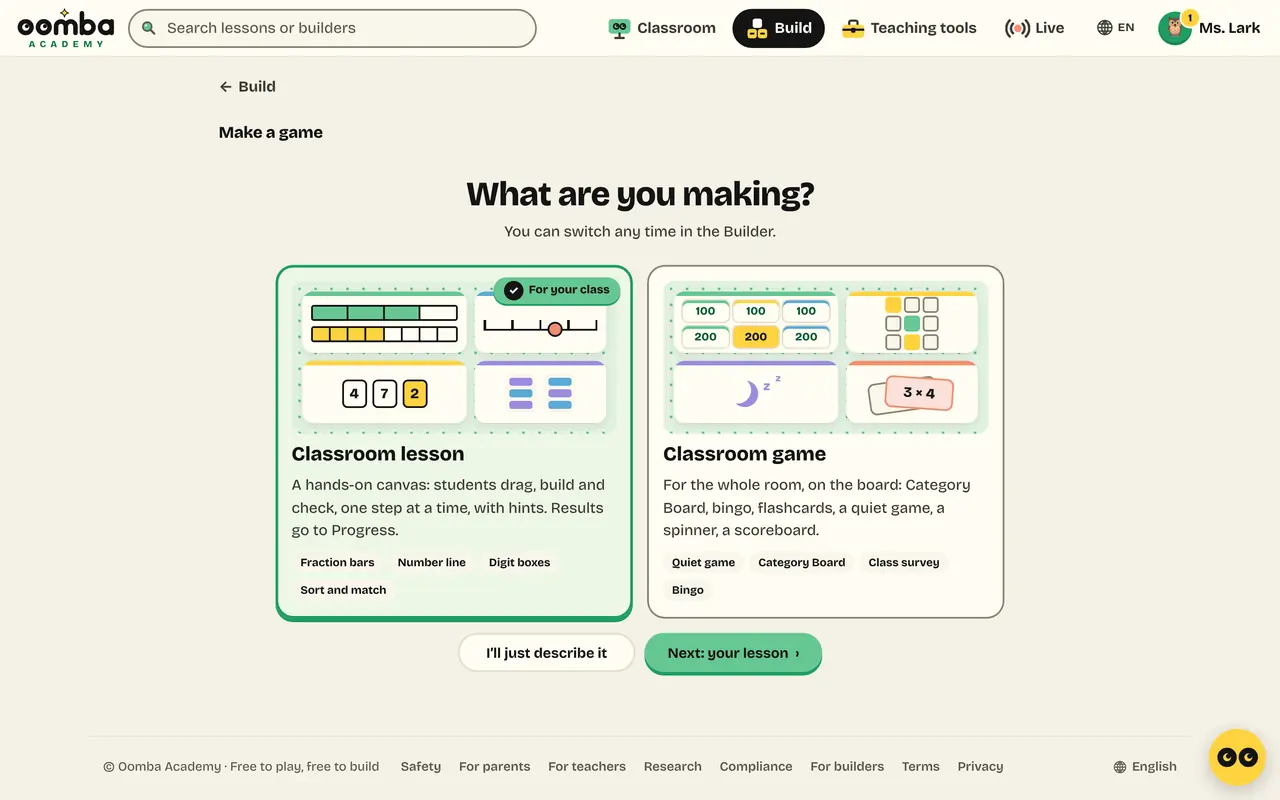 oomba
ACADEMY
Search lessons or builders
Classroom
Build
Teaching tools
Live
EN
1
Ms. Lark
← Build
Make a game
What are you making?
You can switch any time in the Builder.
For your class
4 7 2
Classroom lesson
A hands-on canvas: students drag, build and
check, one step at a time, with hints. Results
go to Progress.
Fraction bars
Number line
Digit boxes
Sort and match
100 100 100
200 200 200
z z
3 × 4
Classroom game
For the whole room, on the board: Category
Board, bingo, flashcards, a quiet game, a
spinner, a scoreboard.
Quiet game
Category Board
Class survey
Bingo
I'll just describe it
Next: your lesson ›
© Oomba Academy · Free to play, free to build
Safety
For parents
For teachers
Research
Compliance
For builders
Terms
Privacy
English